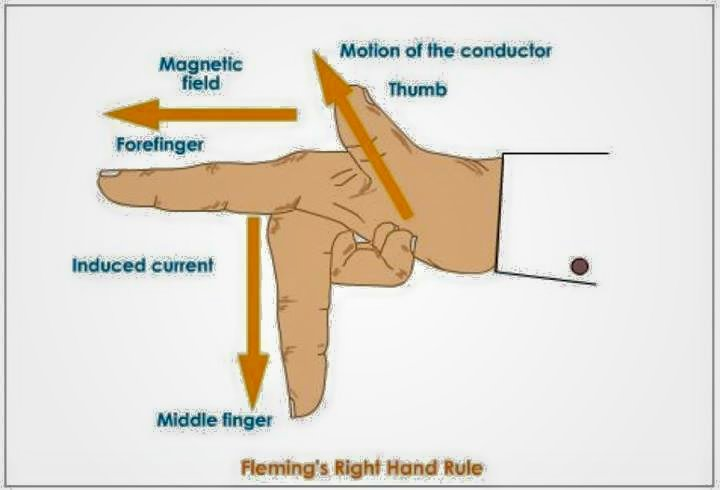 Magnetic
field
Motion of the conductor
Thumb
Forefinger
Induced current
Middle finger
Fleming's Right Hand Rule